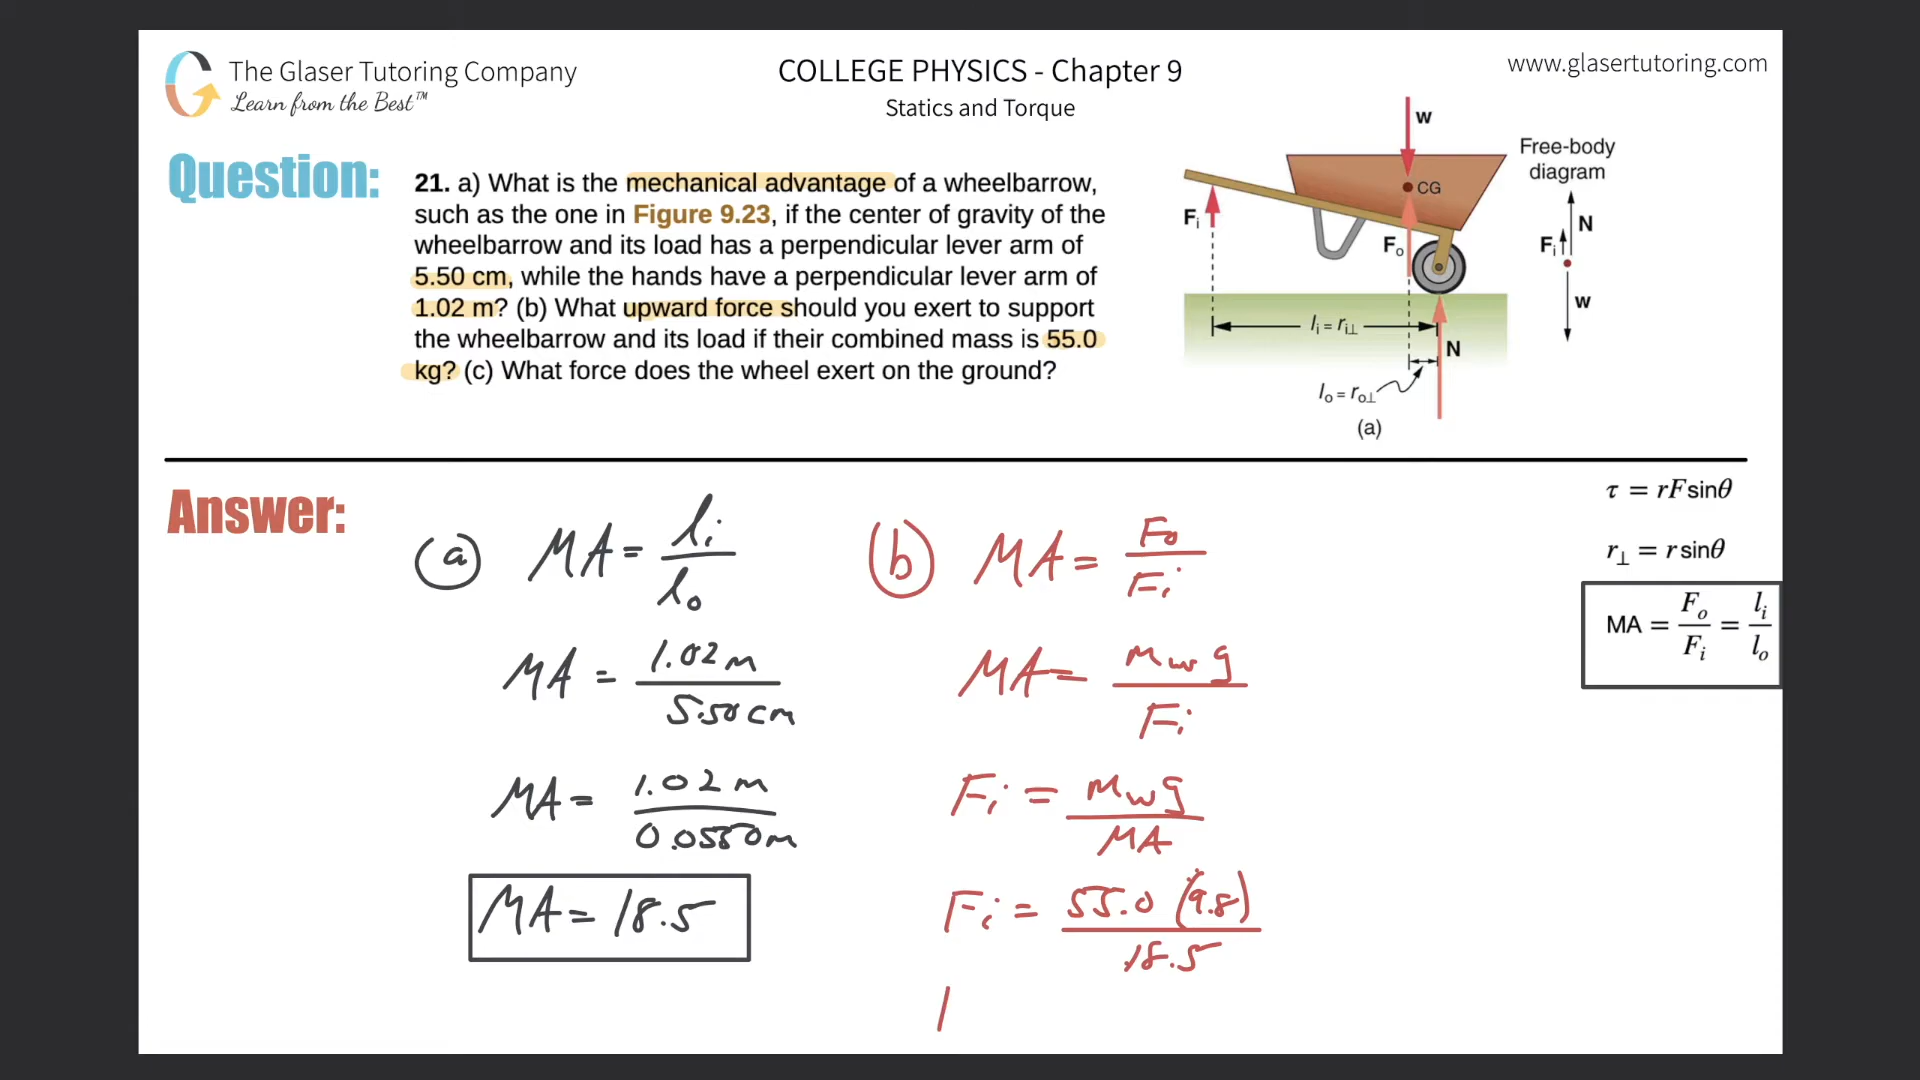 The Glaser Tutoring Company
Learn from the Best™
COLLEGE PHYSICS - Chapter 9
Statics and Torque
www.glasertutoring.com
Question:
21. a) What is the mechanical advantage of a wheelbarrow,
such as the one in Figure 9.23, if the center of gravity of the
wheelbarrow and its load has a perpendicular lever arm of
5.50 cm, while the hands have a perpendicular lever arm of
1.02 m? (b) What upward force should you exert to support
the wheelbarrow and its load if their combined mass is 55.0
kg? (c) What force does the wheel exert on the ground?
w
CG
Fi
Fo
li = ri⊥
N
lo = ro⊥
(a)
Free-body
diagram
N
Fi
w
Answer:
(a) MA = li / lo
MA = 1.02 m / 5.50 cm
MA = 1.02 m / 0.0550 m
MA = 18.5
(b) MA = Fo / Fi
MA = mw g / Fi
Fi = mw g / MA
Fi = 55.0 (9.8) / 18.5
τ = rF sinθ
r⊥ = r sinθ
MA = Fo / Fi = li / lo